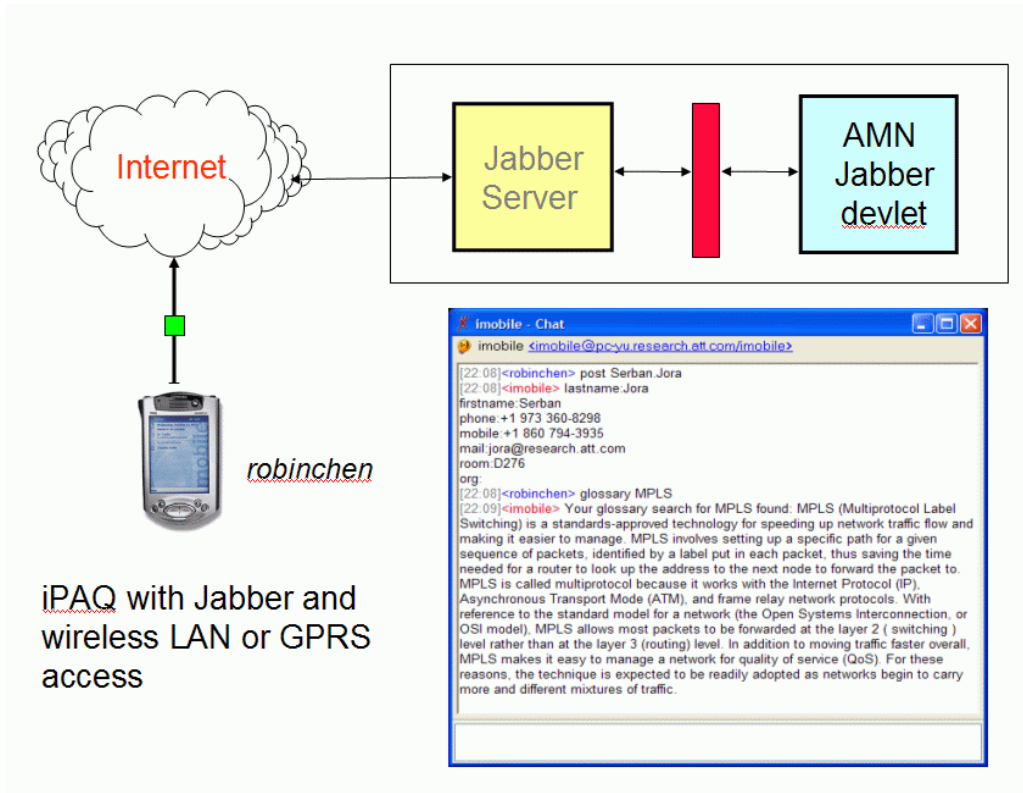 Internet
Jabber
Server
AMN
Jabber
devlet
robinchen
iPAQ with Jabber and
wireless LAN or GPRS
access
imobile - Chat
imobile <imobile@pc-yu.research.att.com/imobile>
[22:08]<robinchen> post Serban.Jora
[22:08]<imobile> lastname:Jora
firstname:Serban
phone:+1 973 360-8298
mobile:+1 860 794-3935
mail:jora@research.att.com
room:D276
org:
[22:08]<robinchen> glossary MPLS
[22:09]<imobile> Your glossary search for MPLS found: MPLS (Multiprotocol Label
Switching) is a standards-approved technology for speeding up network traffic flow and
making it easier to manage. MPLS involves setting up a specific path for a given
sequence of packets, identified by a label put in each packet, thus saving the time
needed for a router to look up the address to the next node to forward the packet to.
MPLS is called multiprotocol because it works with the Internet Protocol (IP),
Asynchronous Transport Mode (ATM), and frame relay network protocols. With
reference to the standard model for a network (the Open Systems Interconnection, or
OSI model), MPLS allows most packets to be forwarded at the layer 2 ( switching )
level rather than at the layer 3 (routing) level. In addition to moving traffic faster overall,
MPLS makes it easy to manage a network for quality of service (QoS). For these
reasons, the technique is expected to be readily adopted as networks begin to carry
more and different mixtures of traffic.